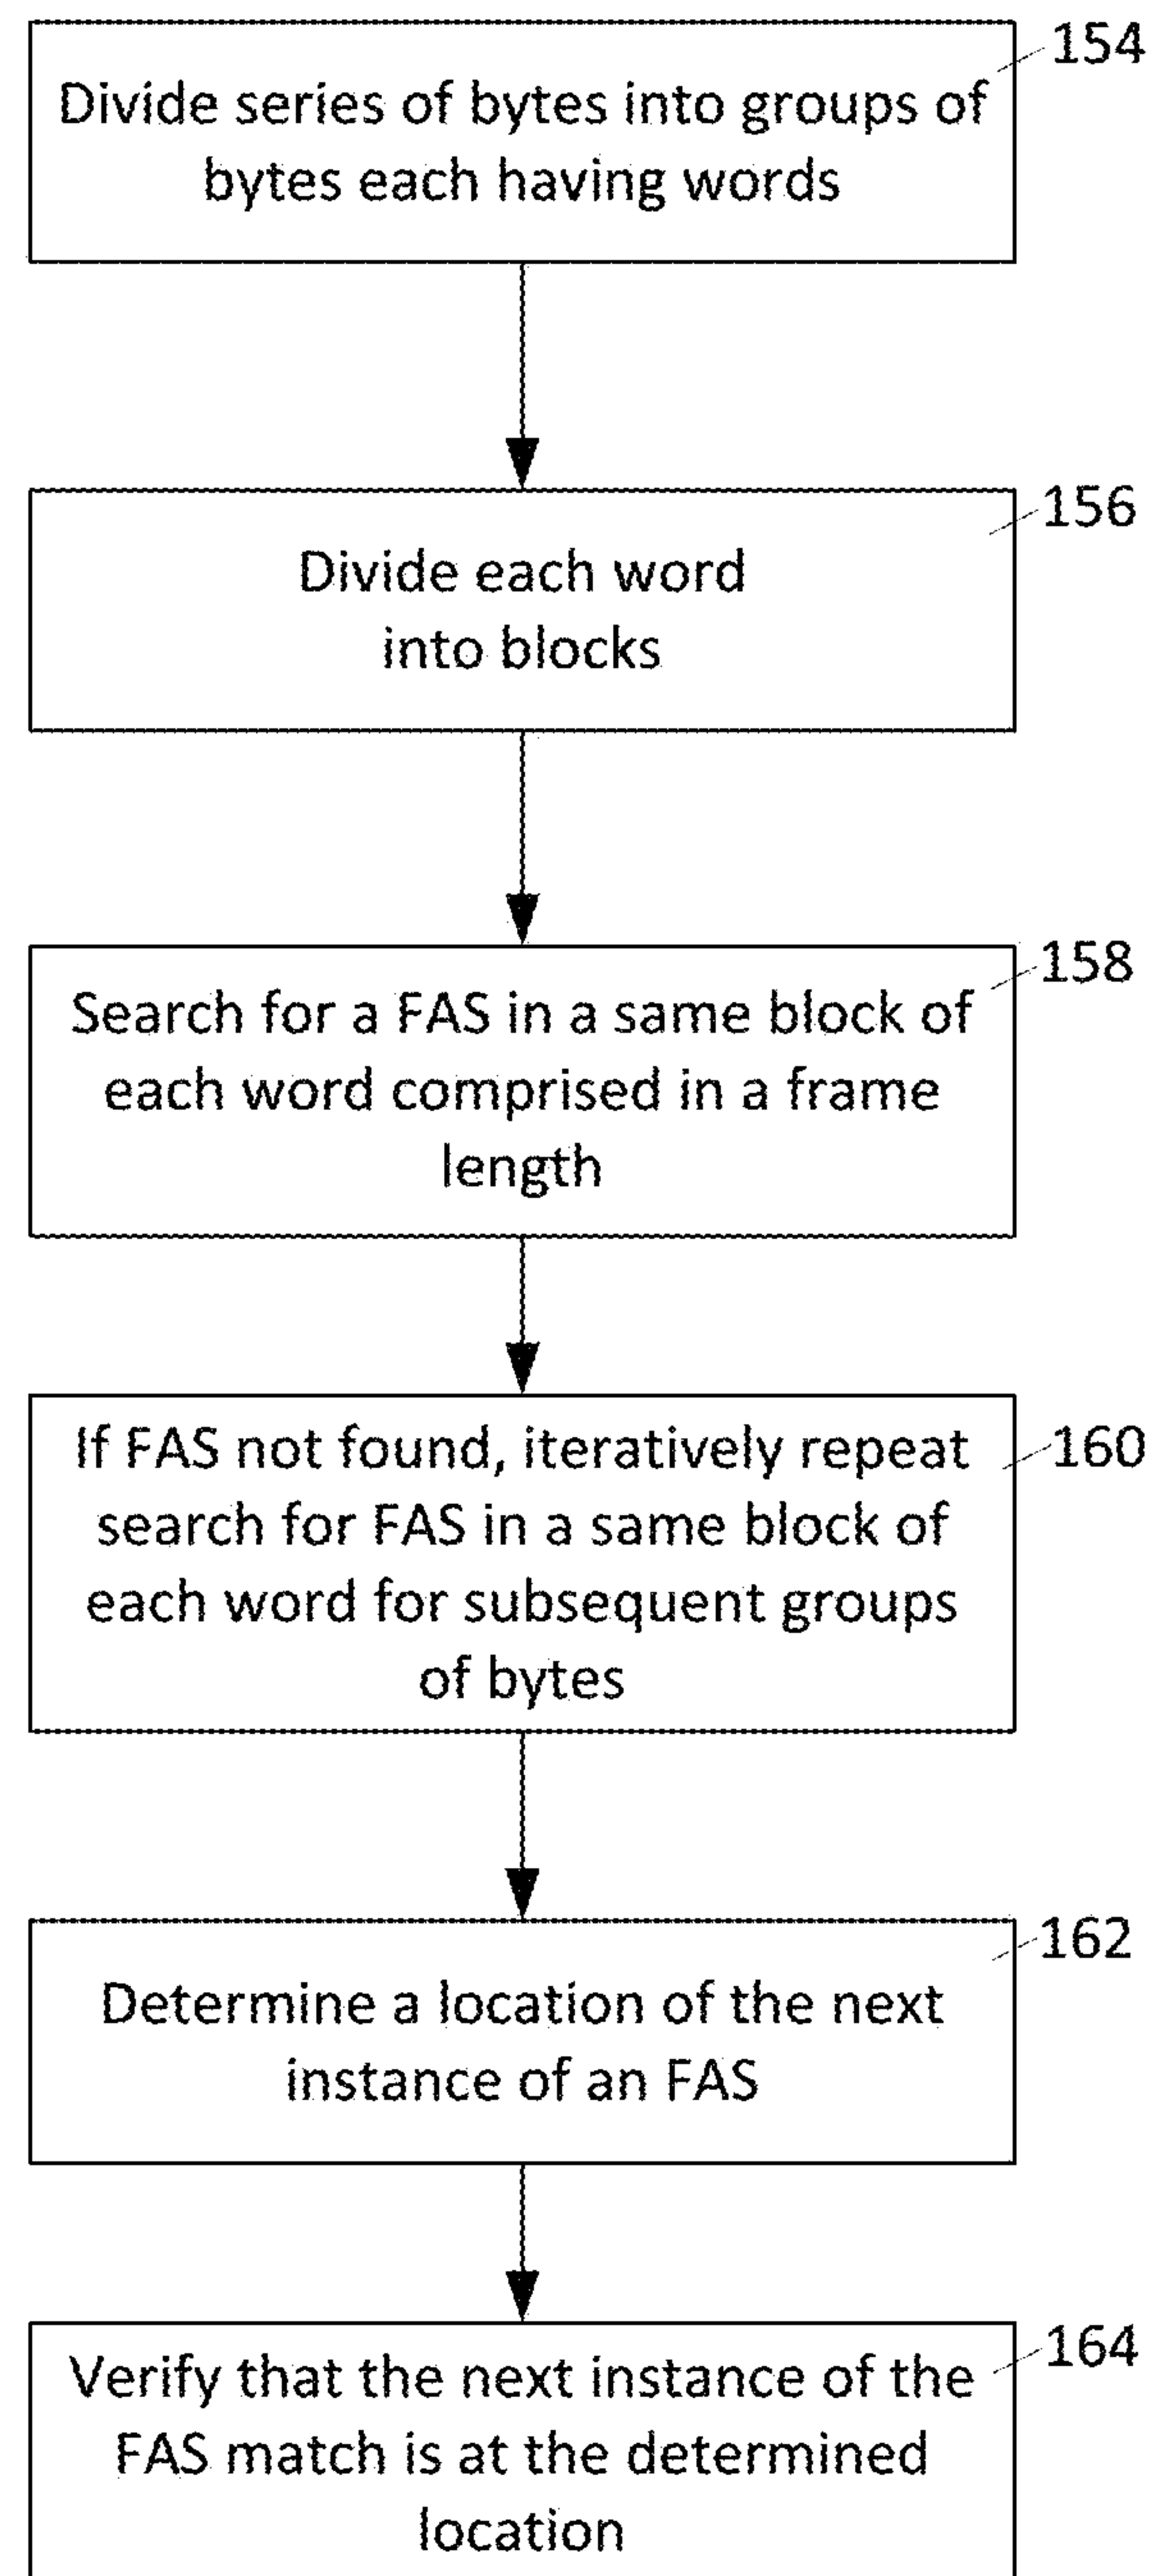 154
Divide series of bytes into groups of
bytes each having words
156
Divide each word
into blocks
158
Search for a FAS in a same block of
each word comprised in a frame
length
160
If FAS not found, iteratively repeat
search for FAS in a same block of
each word for subsequent groups
of bytes
162
Determine a location of the next
instance of an FAS
164
Verify that the next instance of the
FAS match is at the determined
location